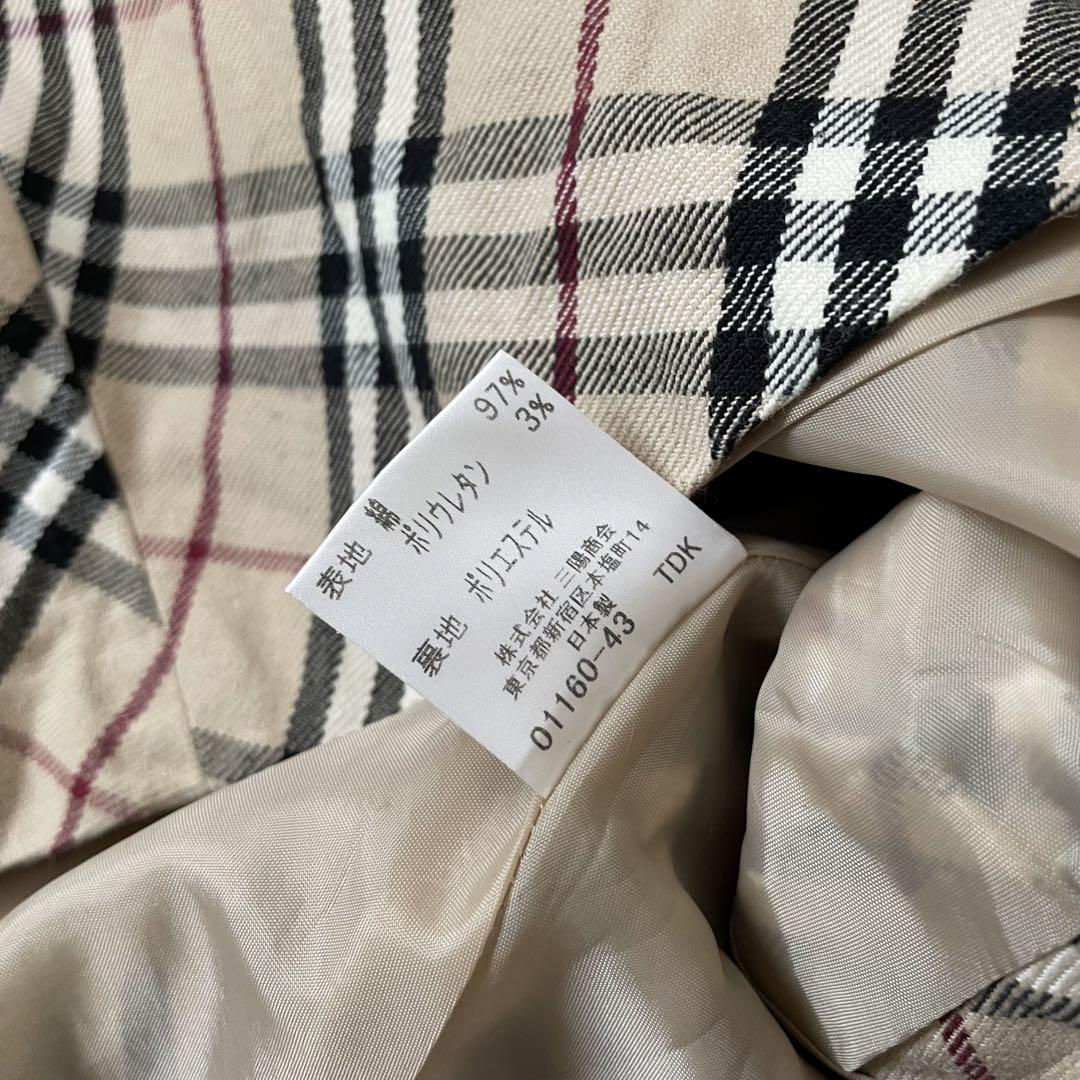 表地 綿 97%
ポリウレタン 3%
裏地 ポリエステル
株式会社 三陽商会
東京都新宿区本塩町14
日本製
01160-43 TDK